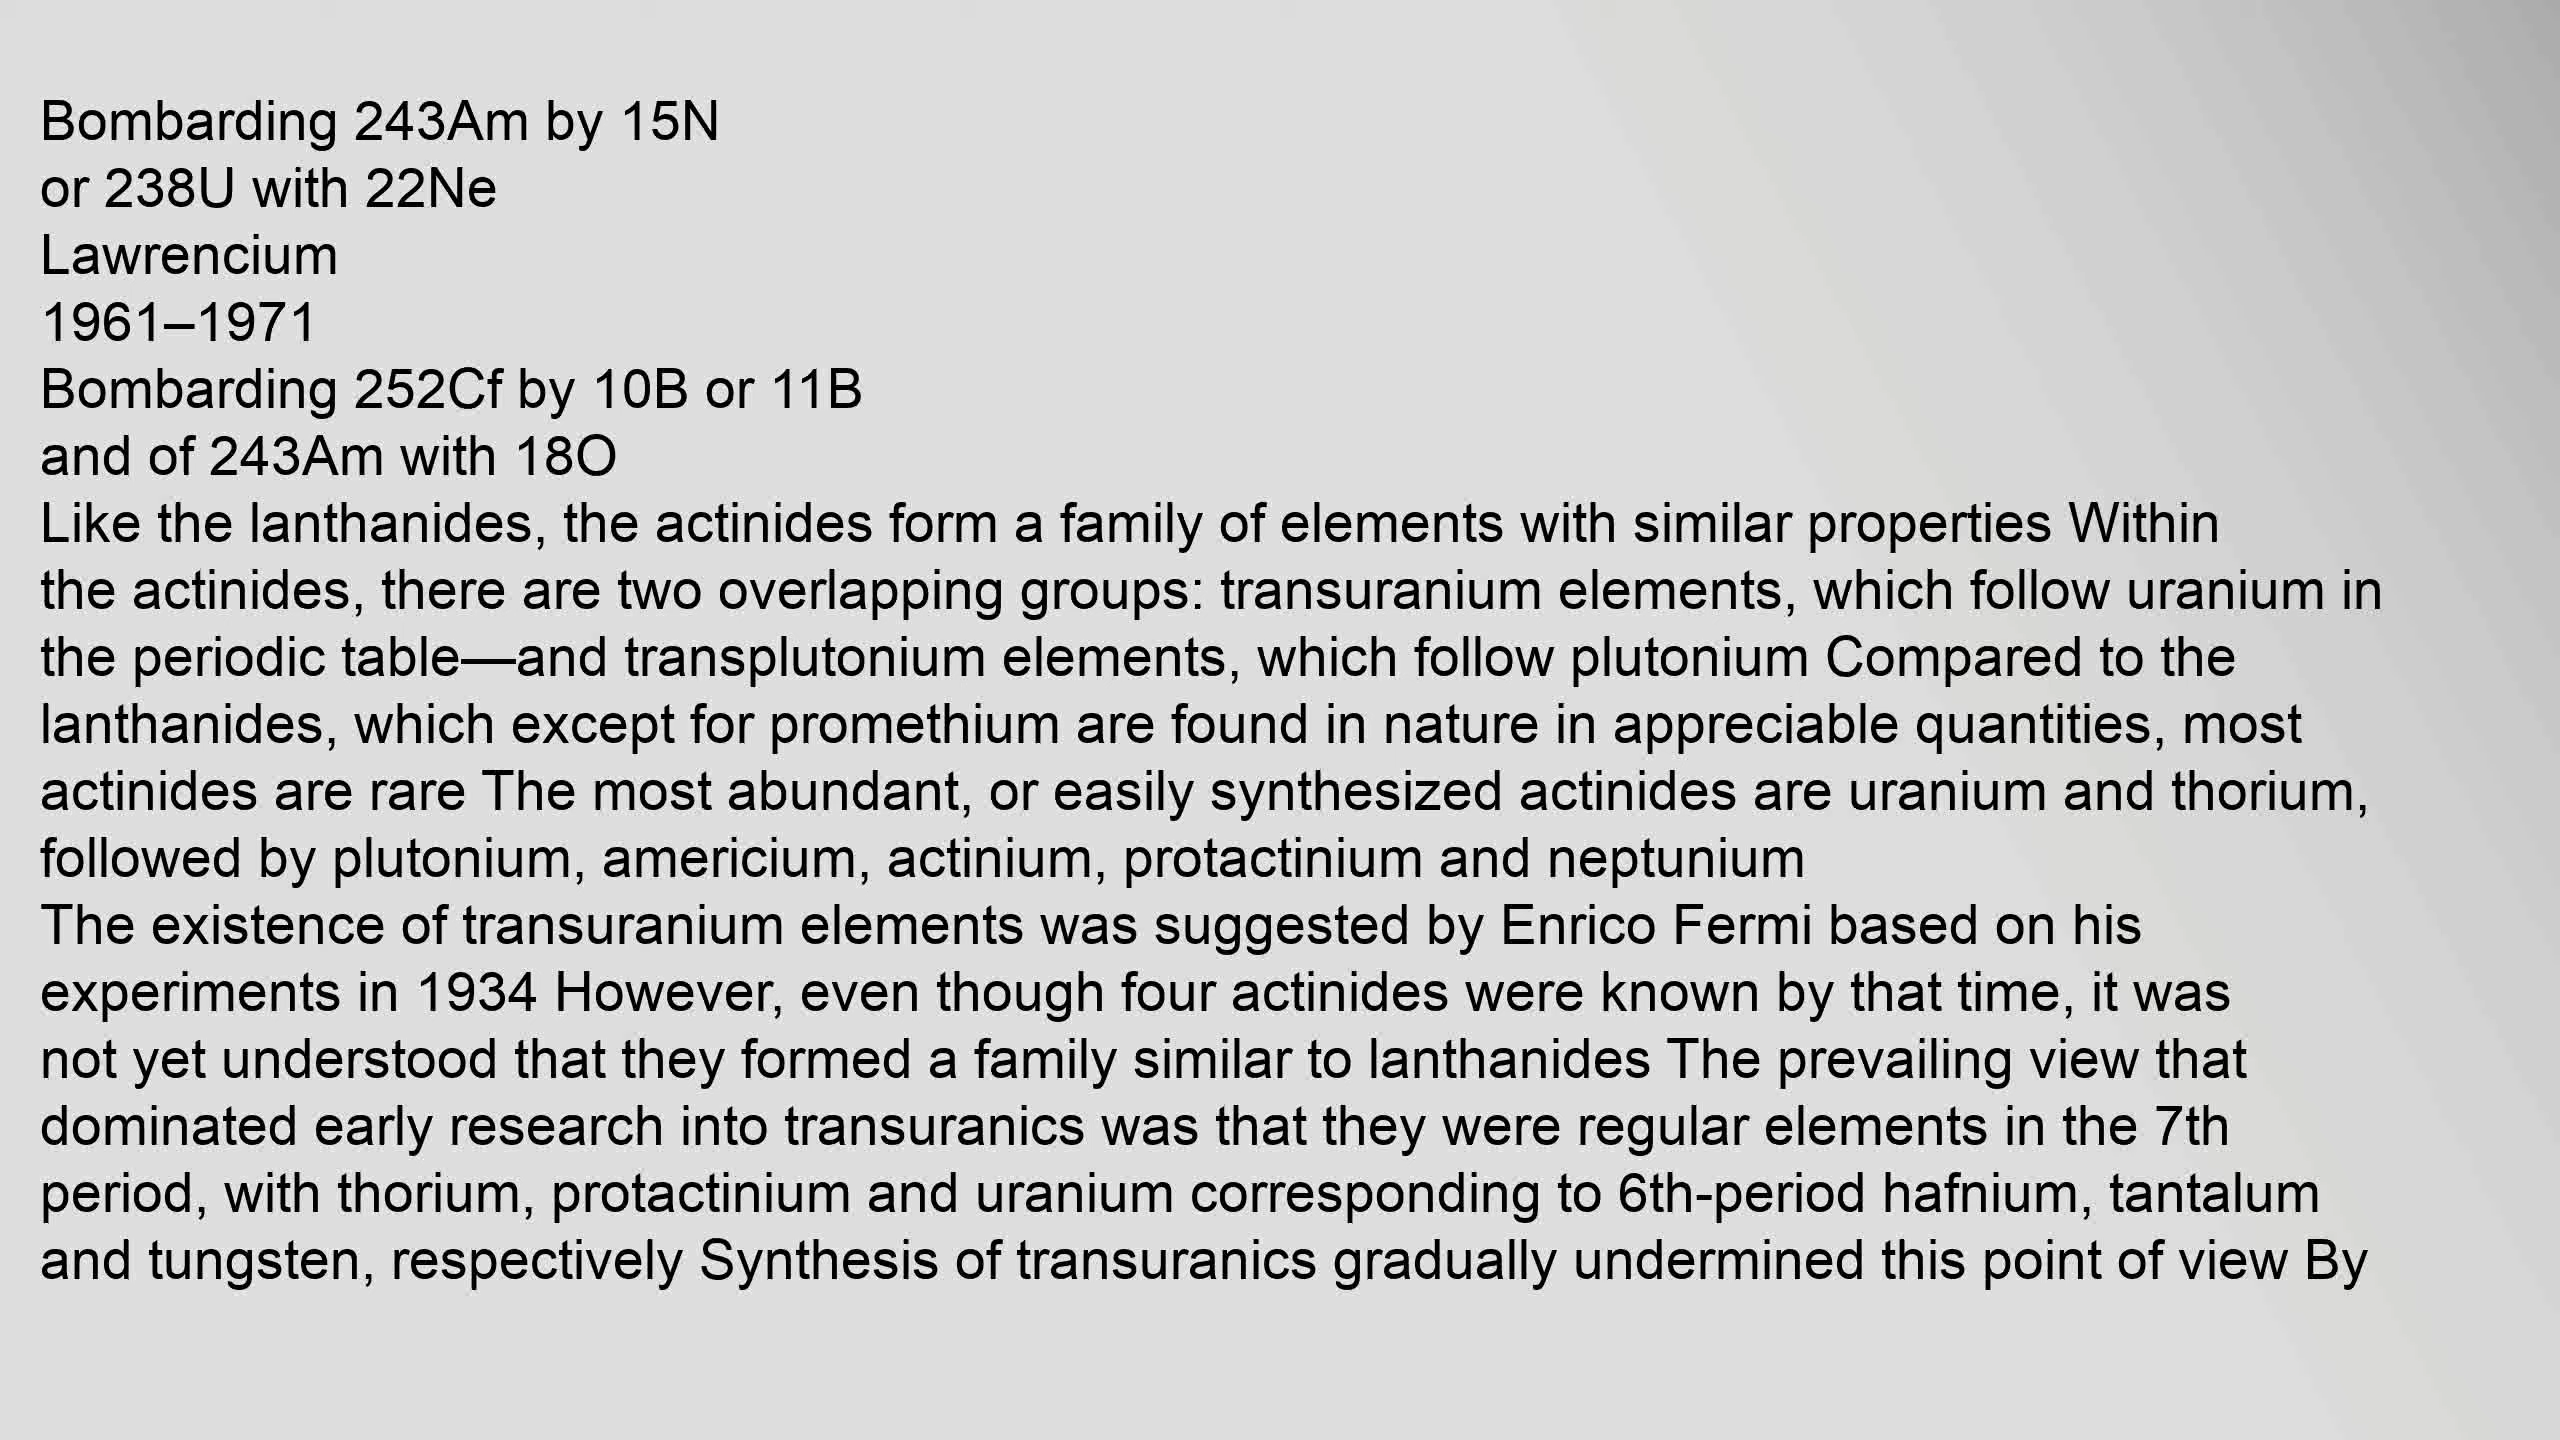 Bombarding 243Am by 15N
or 238U with 22Ne
Lawrencium
1961–1971
Bombarding 252Cf by 10B or 11B
and of 243Am with 18O
Like the lanthanides, the actinides form a family of elements with similar properties Within
the actinides, there are two overlapping groups: transuranium elements, which follow uranium in
the periodic table—and transplutonium elements, which follow plutonium Compared to the
lanthanides, which except for promethium are found in nature in appreciable quantities, most
actinides are rare The most abundant, or easily synthesized actinides are uranium and thorium,
followed by plutonium, americium, actinium, protactinium and neptunium
The existence of transuranium elements was suggested by Enrico Fermi based on his
experiments in 1934 However, even though four actinides were known by that time, it was
not yet understood that they formed a family similar to lanthanides The prevailing view that
dominated early research into transuranics was that they were regular elements in the 7th
period, with thorium, protactinium and uranium corresponding to 6th-period hafnium, tantalum
and tungsten, respectively Synthesis of transuranics gradually undermined this point of view By